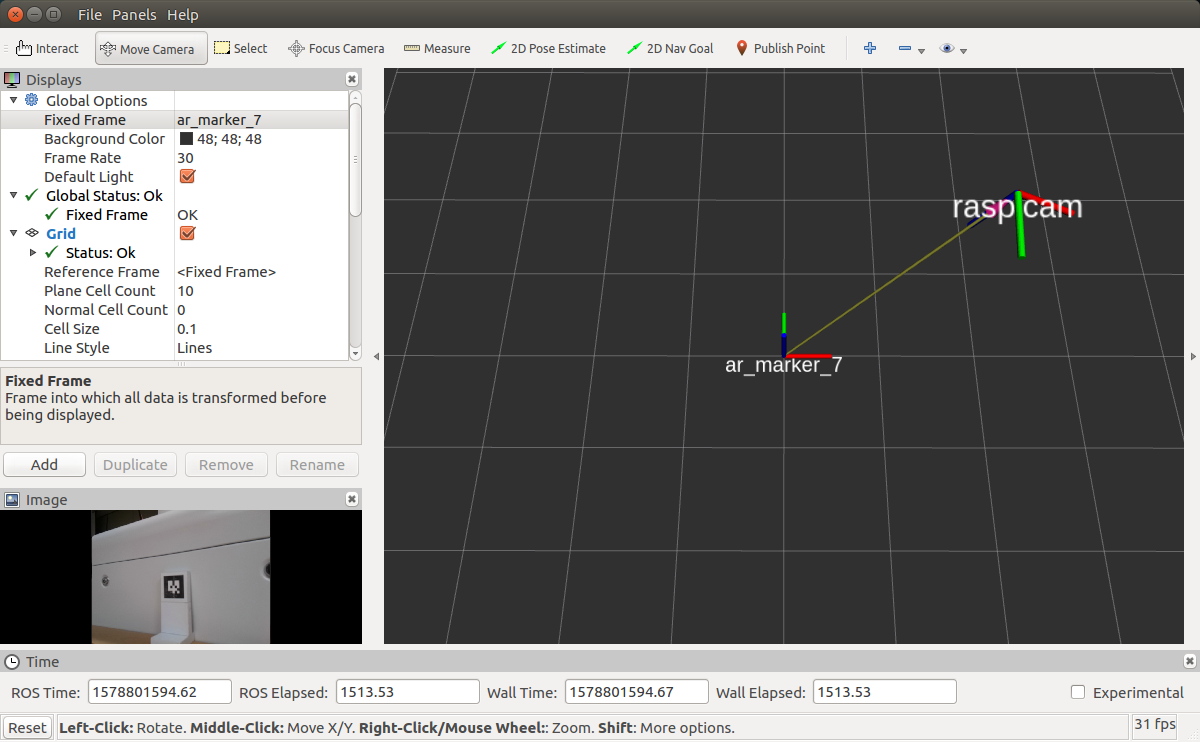 File Panels Help
Interact Move Camera Select Focus Camera Measure 2D Pose Estimate 2D Nav Goal Publish Point
Displays
Global Options
Fixed Frame ar_marker_7
Background Color 48; 48; 48
Frame Rate 30
Default Light
Global Status: Ok
Fixed Frame OK
Grid
Status: Ok
Reference Frame <Fixed Frame>
Plane Cell Count 10
Normal Cell Count 0
Cell Size 0.1
Line Style Lines
Fixed Frame
Frame into which all data is transformed before
being displayed.
Add Duplicate Remove Rename
Image
raspicam
ar_marker_7
Time
ROS Time: 1578801594.62 ROS Elapsed: 1513.53 Wall Time: 1578801594.67 Wall Elapsed: 1513.53 Experimental
Reset Left-Click: Rotate. Middle-Click: Move X/Y. Right-Click/Mouse Wheel:: Zoom. Shift: More options. 31 fps